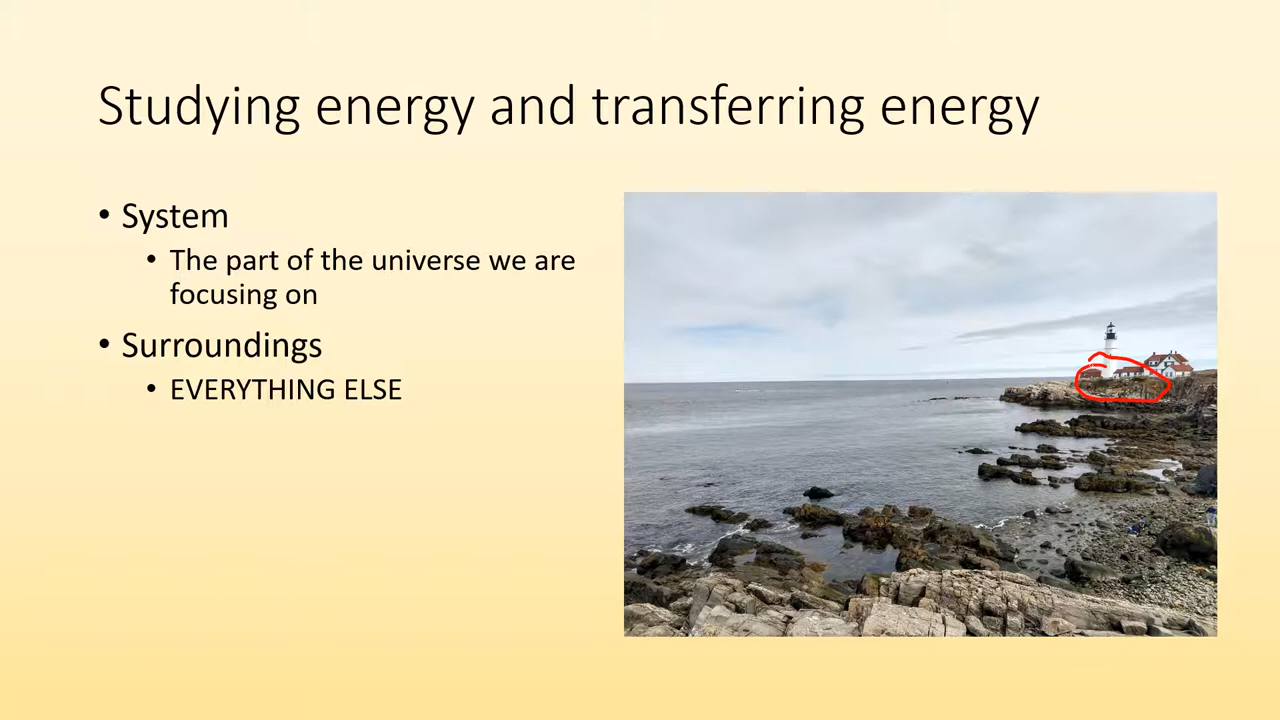 Studying energy and transferring energy
• System
• The part of the universe we are
focusing on
• Surroundings
• EVERYTHING ELSE